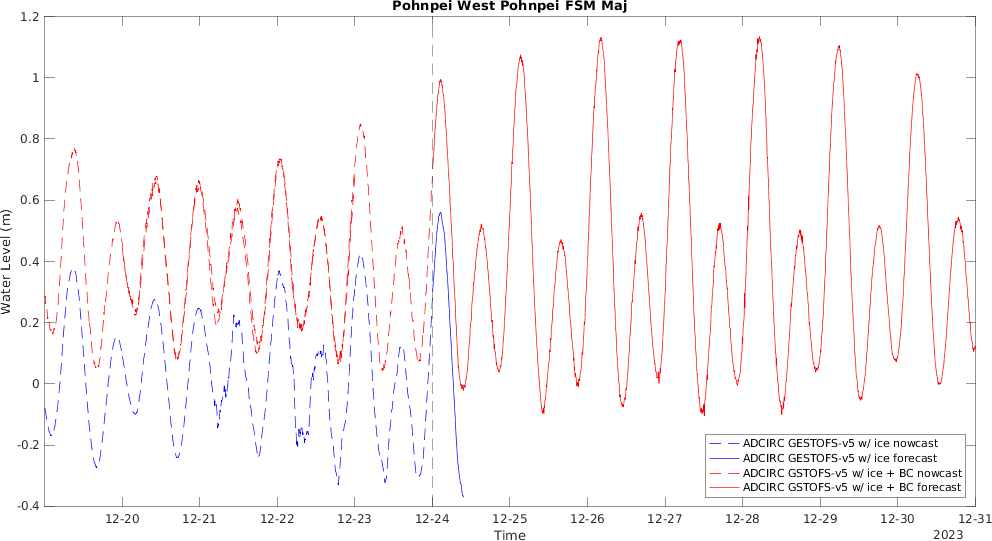 Pohnpei West Pohnpei FSM Maj
1.2
1
0.8
0.6
0.4
0.2
0
-0.2
-0.4
Water Level (m)
ADCIRC GESTOFS-v5 w/ ice nowcast
ADCIRC GESTOFS-v5 w/ ice forecast
ADCIRC GSTOFS-v5 w/ ice + BC nowcast
ADCIRC GSTOFS-v5 w/ ice + BC forecast
12-20 12-21 12-22 12-23 12-24 12-25 12-26 12-27 12-28 12-29 12-30 12-31
Time
2023